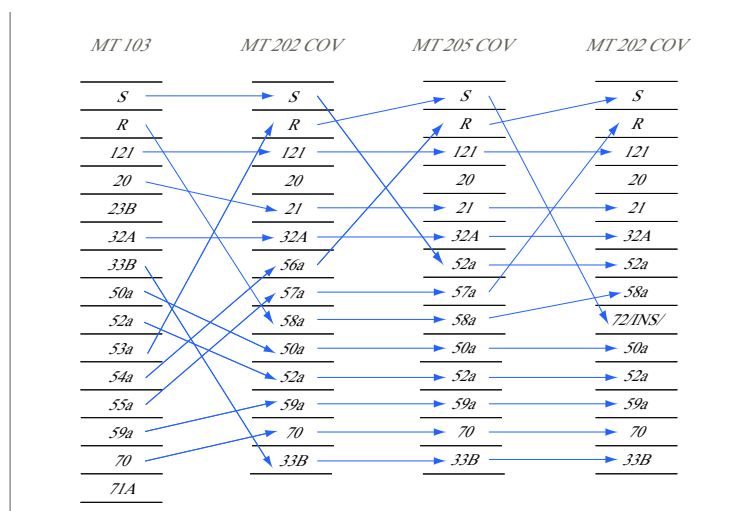 MT 103 MT 202 COV MT 205 COV MT 202 COV
S S S S
R R R R
121 121 121 121
20 20 20 20
23B 21 21 21
32A 32A 32A 32A
33B 56a 52a 52a
50a 57a 57a 58a
52a 58a 58a 72/INS/
53a 50a 50a 50a
54a 52a 52a 52a
55a 59a 59a 59a
59a 70 70 70
70 33B 33B 33B
71A